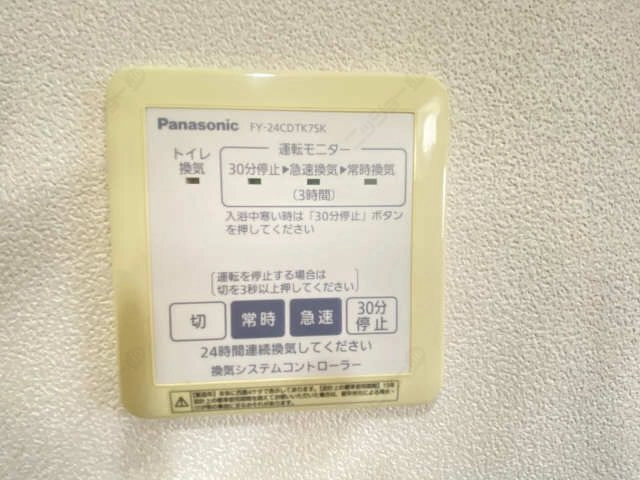 Panasonic FY-24CDTK7SK
トイレ換気
運転モニター
30分停止▶急速換気▶常時換気
(3時間)
入浴中寒い時は「30分停止」ボタン
を押してください
運転を停止する場合は
切を3秒以上押してください
切 常時 急速 30分停止
24時間連続換気してください
換気システムコントローラー